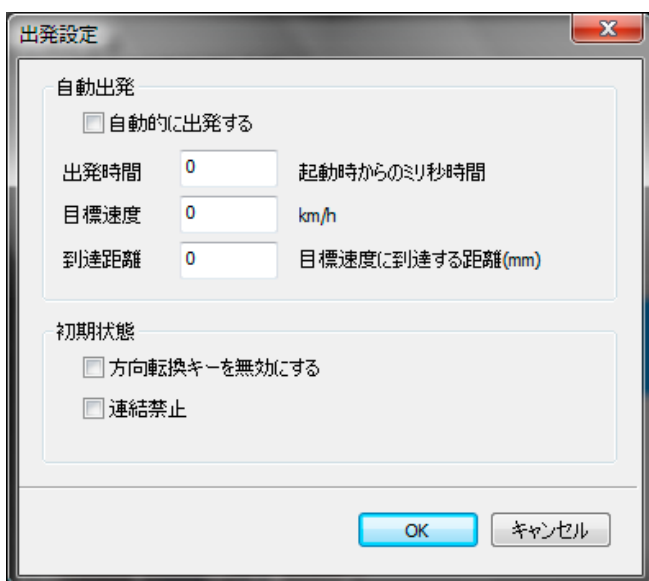 出発設定
自動出発
自動的に出発する
出発時間 0 起動時からのミリ秒時間
目標速度 0 km/h
到達距離 0 目標速度に到達する距離(mm)
初期状態
方向転換キーを無効にする
連結禁止
OK キャンセル